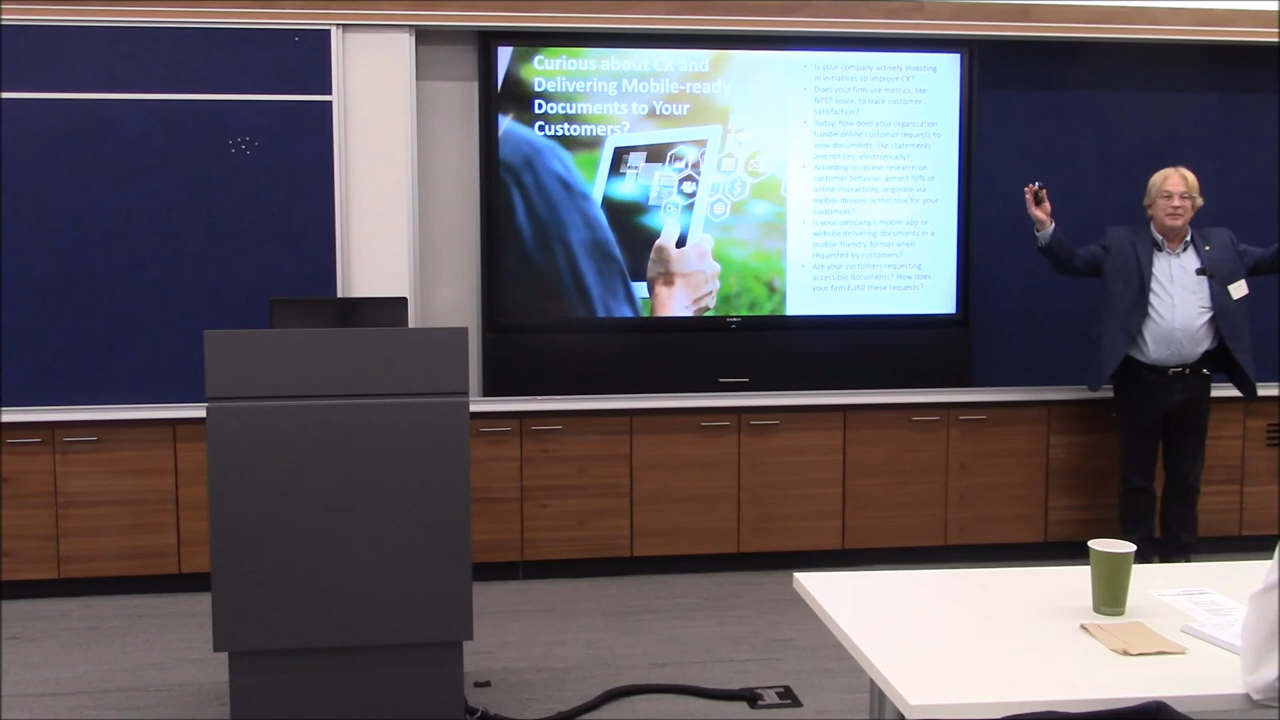 Curious about CX and
Delivering Mobile-ready
Documents to Your
Customers?
• Is your company actively investing
in initiatives to improve CX?
• Does your firm use metrics, like
NPS® score, to track customer
satisfaction?
• Today, how does your organization
handle online customer requests to
view documents, like statements
and notices, electronically?
• According to recent research on
customer behavior, almost 70% of
online interactions originate via
mobile devices, is this true for your
customers?
• Is your company's mobile app or
website delivering documents in a
mobile-friendly format when
requested by customers?
• Are your customers requesting
accessible documents? How does
your firm fulfill these requests?